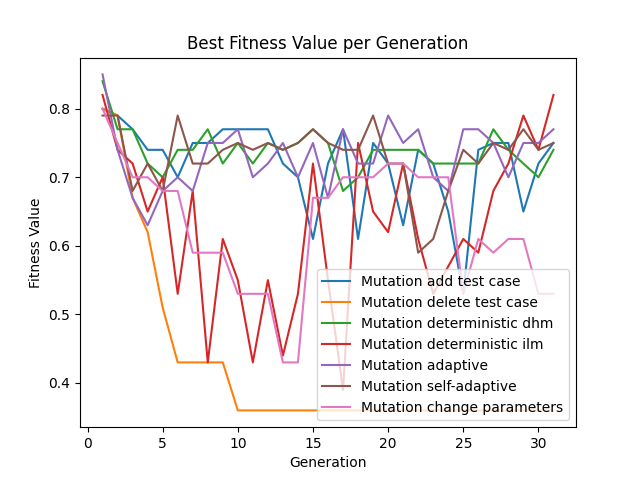 Best Fitness Value per Generation
Fitness Value
0.8
0.7
0.6
0.5
0.4
Mutation add test case
Mutation delete test case
Mutation deterministic dhm
Mutation deterministic ilm
Mutation adaptive
Mutation self-adaptive
Mutation change parameters
0 5 10 15 20 25 30
Generation